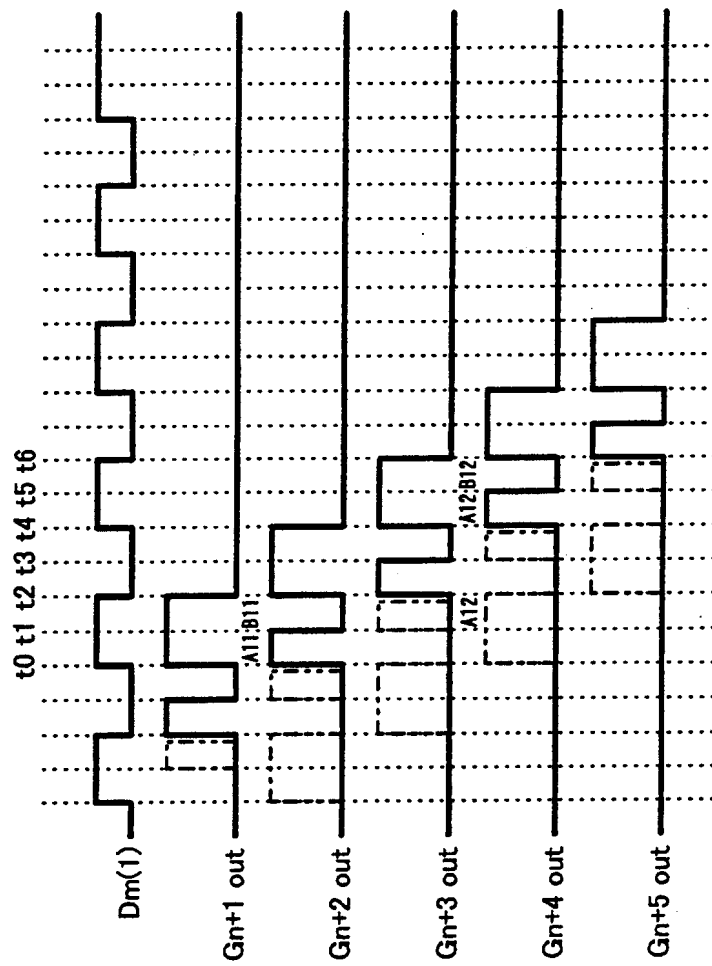 t0 t1 t2 t3 t4 t5 t6
Dm(1)
Gn+1 out
:A11:B11
Gn+2 out
Gn+3 out
:A12:
:A12:B12
Gn+4 out
Gn+5 out